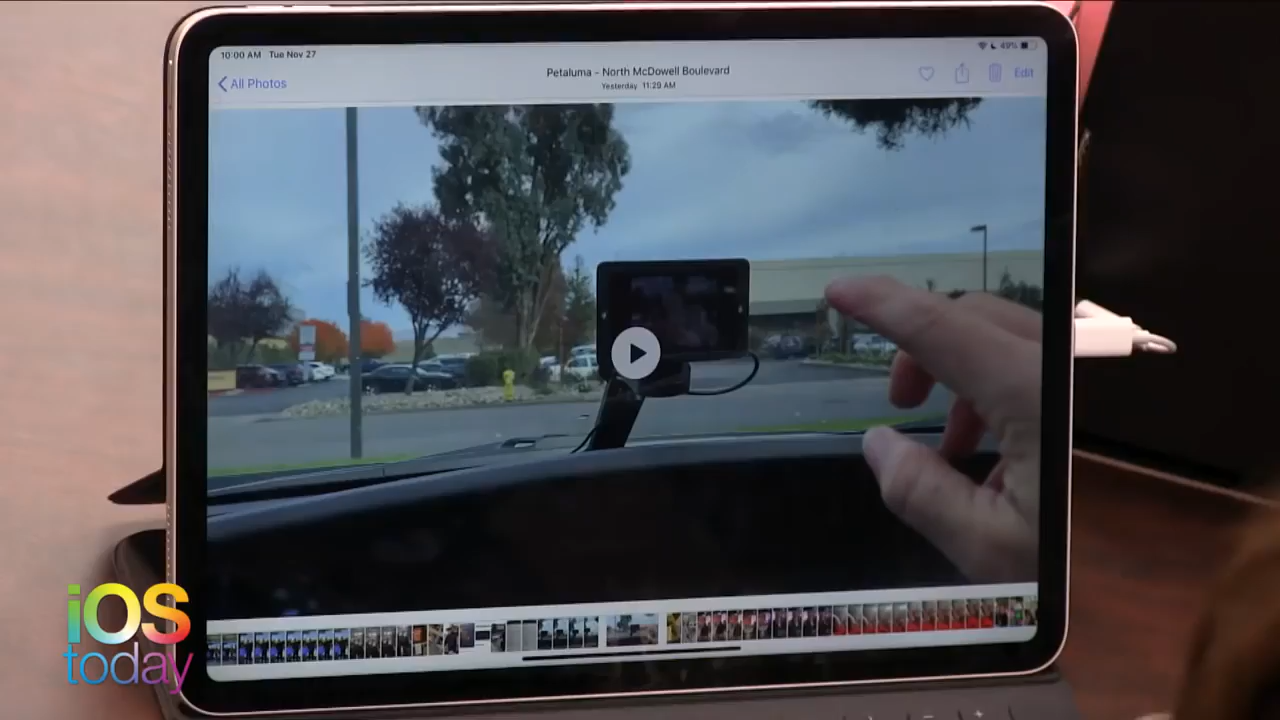 10:00 AM Tue Nov 27
49%
All Photos
Petaluma – North McDowell Boulevard
Yesterday 11:29 AM
Edit
iOS
today